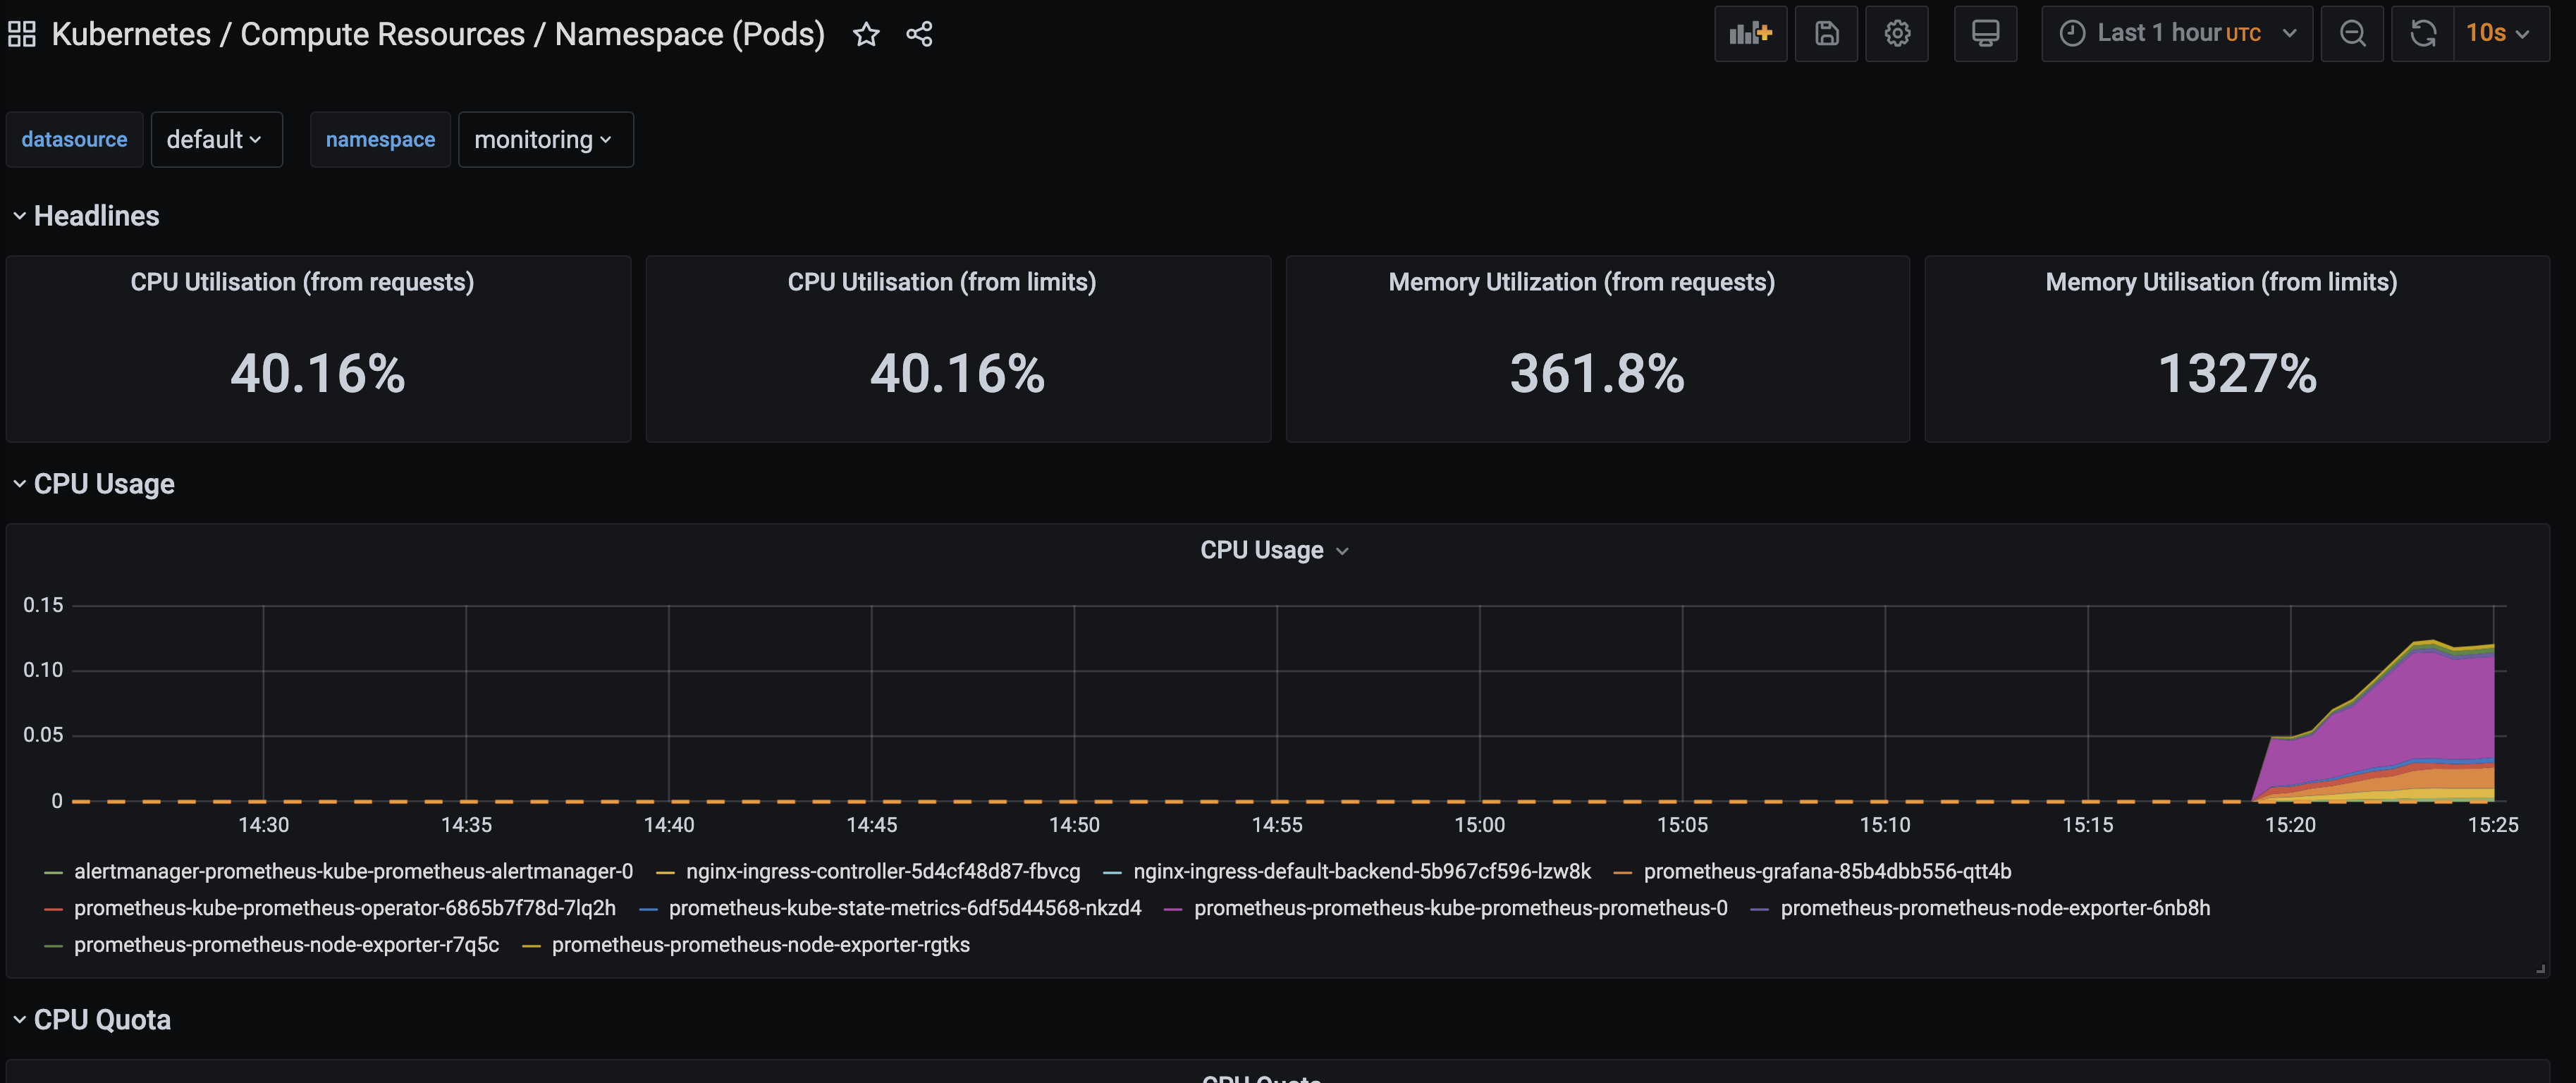 Kubernetes / Compute Resources / Namespace (Pods)
Last 1 hour UTC
10s
datasource default namespace monitoring
Headlines
CPU Utilisation (from requests)
40.16%
CPU Utilisation (from limits)
40.16%
Memory Utilization (from requests)
361.8%
Memory Utilisation (from limits)
1327%
CPU Usage
CPU Usage
0.15
0.10
0.05
0
14:30 14:35 14:40 14:45 14:50 14:55 15:00 15:05 15:10 15:15 15:20 15:25
alertmanager-prometheus-kube-prometheus-alertmanager-0 nginx-ingress-controller-5d4cf48d87-fbvcg nginx-ingress-default-backend-5b967cf596-lzw8k prometheus-grafana-85b4dbb556-qtt4b
prometheus-kube-prometheus-operator-6865b7f78d-7lq2h prometheus-kube-state-metrics-6df5d44568-nkzd4 prometheus-prometheus-kube-prometheus-prometheus-0 prometheus-prometheus-node-exporter-6nb8h
prometheus-prometheus-node-exporter-r7q5c prometheus-prometheus-node-exporter-rgtks
CPU Quota
CPU Quota